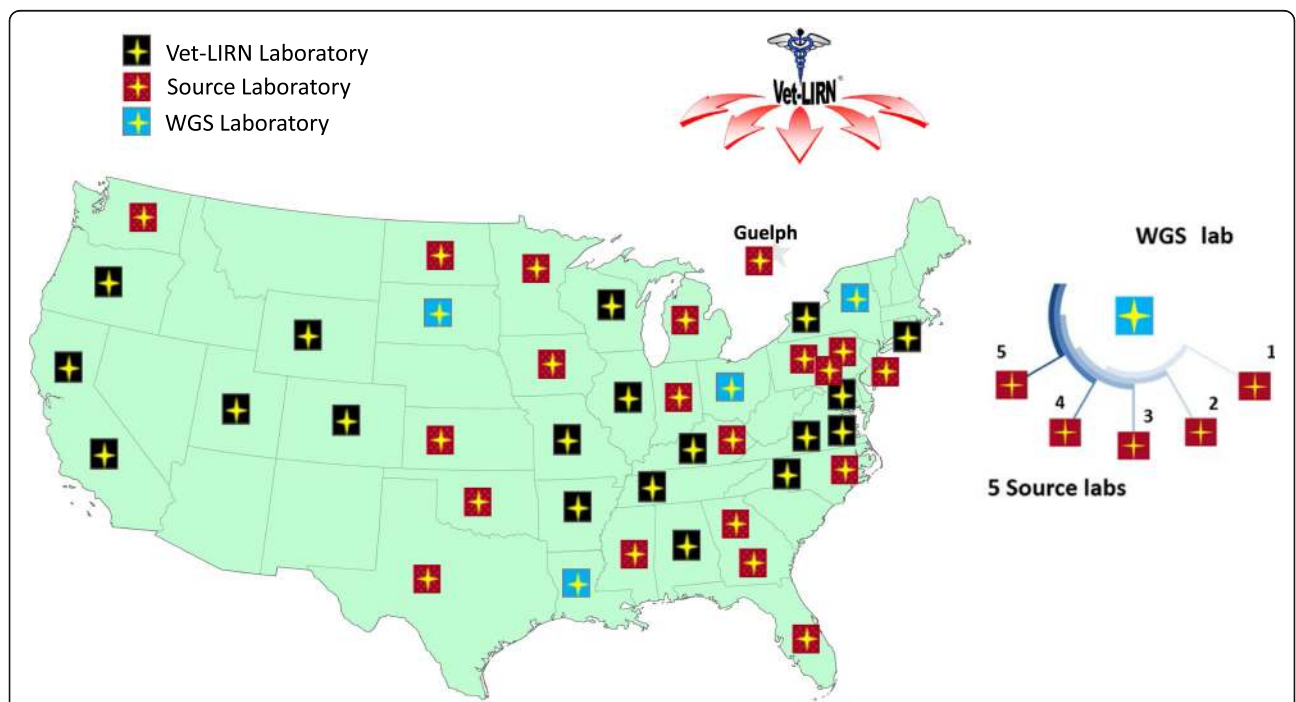 Vet-LIRN Laboratory
Source Laboratory
WGS Laboratory
Vet-LIRN®
Guelph
WGS lab
5
1
4
2
3
5 Source labs